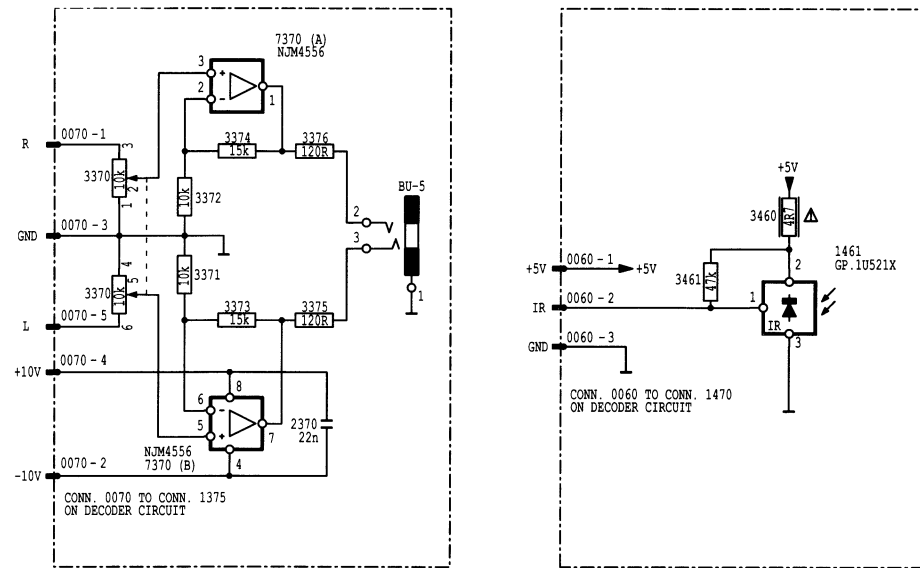 7370 (A)
NJM4556
3
+
2
−
1
R
0070 - 1
3
3370
10k
2
1
3374
15k
3376
120R
10k
3372
BU-5
2
3
1
GND
0070 - 3
4
3370
10k
5
6
10k
3371
L
0070 - 5
3373
15k
3375
120R
+10V
0070 - 4
8
6
−
5
+
7
4
2370
22n
NJM4556
7370 (B)
-10V
0070 - 2
CONN. 0070 TO CONN. 1375
ON DECODER CIRCUIT
+5V
3460
4R7
1461
GP.1U521X
+5V
0060 - 1
+5V
3461
47k
2
IR
0060 - 2
1
IR
3
GND
0060 - 3
CONN. 0060 TO CONN. 1470
ON DECODER CIRCUIT